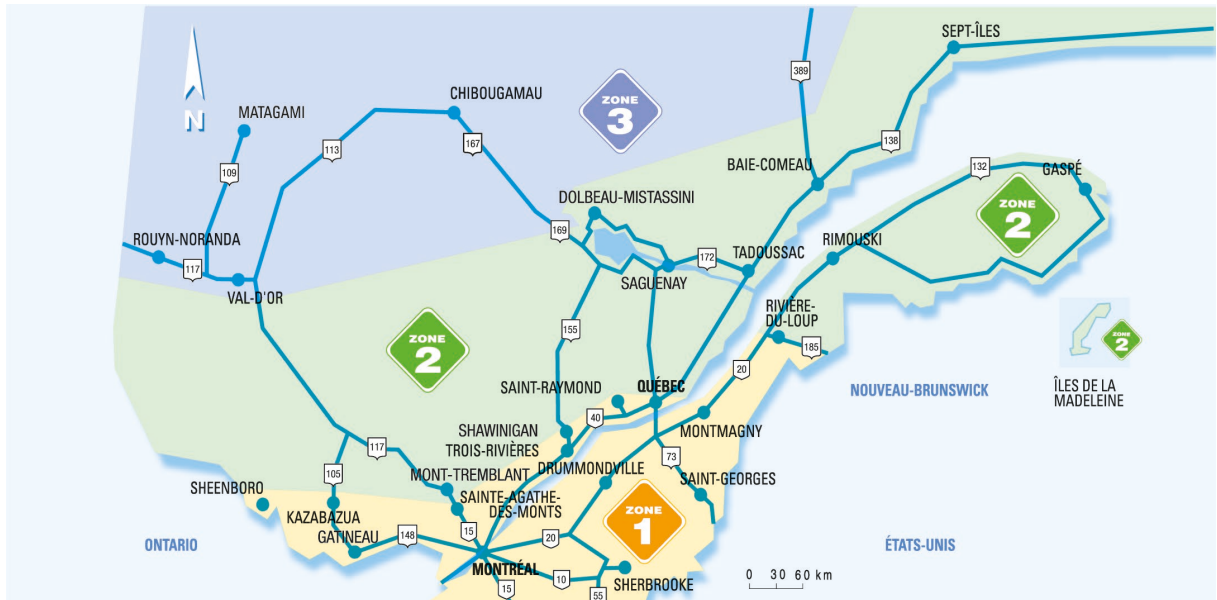 SEPT-ÎLES
389
N
MATAGAMI
CHIBOUGAMAU
ZONE
3
113
167
138
109
BAIE-COMEAU
132
GASPÉ
DOLBEAU-MISTASSINI
ZONE
2
ROUYN-NORANDA
169
117
172
TADOUSSAC
RIMOUSKI
VAL-D'OR
SAGUENAY
RIVIÈRE-
DU-LOUP
155
ZONE
2
185
ZONE
2
20
SAINT-RAYMOND
QUÉBEC
NOUVEAU-BRUNSWICK
ÎLES DE LA
MADELEINE
40
MONTMAGNY
SHAWINIGAN
TROIS-RIVIÈRES
117
73
105
MONT-TREMBLANT
DRUMMONDVILLE
SAINT-GEORGES
SHEENBORO
SAINTE-AGATHE-
DES-MONTS
KAZABAZUA
ZONE
1
GATINEAU
148
15
20
ONTARIO
ÉTATS-UNIS
MONTRÉAL
10
SHERBROOKE
15
55
0 30 60 km